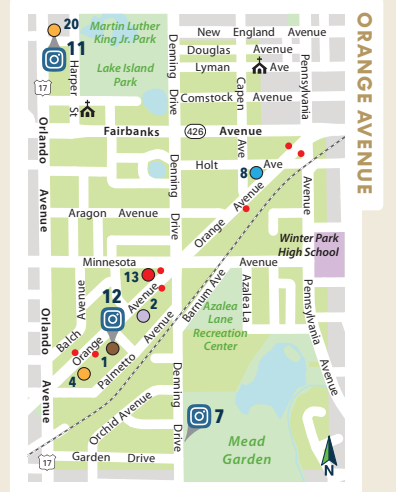 ORANGE AVENUE
20
Martin Luther
King Jr. Park
11
Lake Island
Park
17
Harper St
Denning Drive
New England Avenue
Douglas Avenue
Lyman Ave
Capen Ave
Pennsylvania Avenue
Comstock Avenue
Fairbanks 426 Avenue
Orlando Avenue
Holt Ave
8
Denning Drive
Aragon Avenue
Orange Avenue
Winter Park
High School
Minnesota Avenue
13
12
2
Avenue
Balch
Orange Avenue
1
4
Palmetto Avenue
Barnum Ave
Azalea La
Azalea
Lane
Recreation
Center
Pennsylvania Avenue
Orlando Avenue
Orchid Avenue
Denning Drive
7
Mead
Garden
Garden Drive
17
N